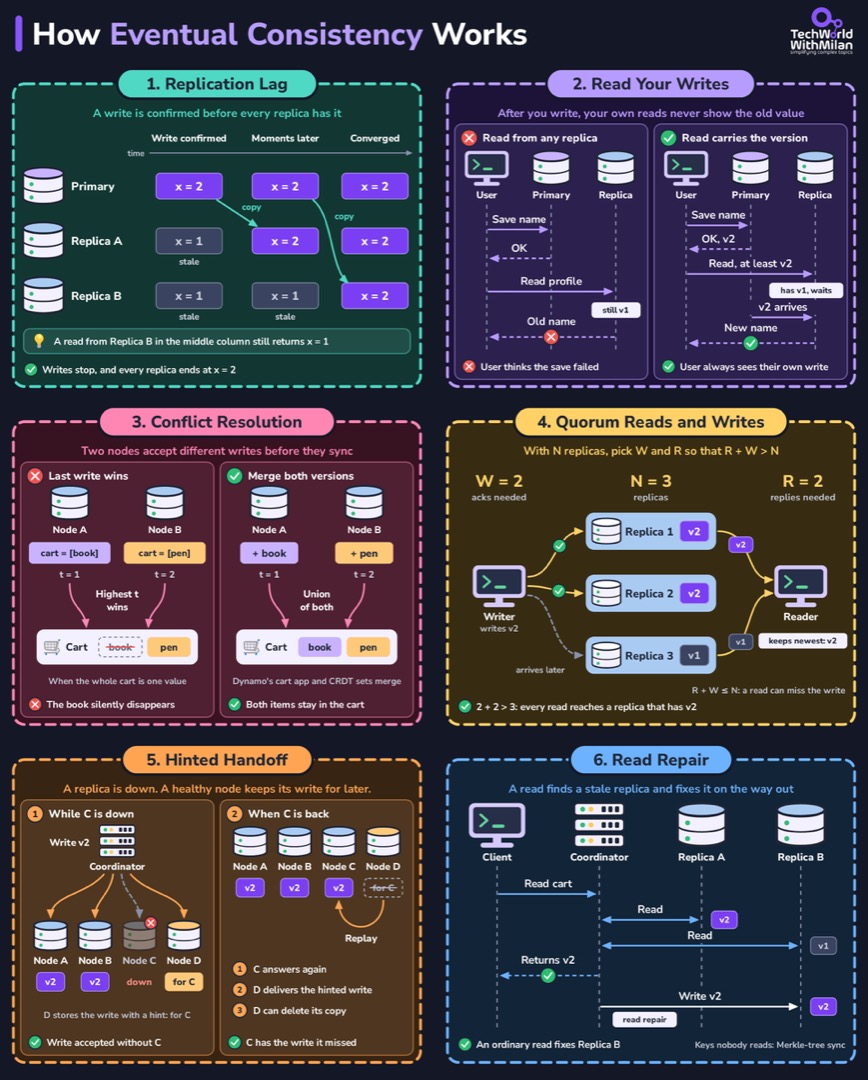 How Eventual Consistency Works
TechWorld
WithMilan
simplifying complex topics
1. Replication Lag
A write is confirmed before every replica has it
Write confirmed
Moments later
Converged
time
Primary
x = 2
x = 2
x = 2
copy
copy
Replica A
x = 1
x = 2
x = 2
stale
Replica B
x = 1
x = 1
x = 2
stale
stale
A read from Replica B in the middle column still returns x = 1
Writes stop, and every replica ends at x = 2
2. Read Your Writes
After you write, your own reads never show the old value
Read from any replica
User
Primary
Replica
Save name
OK
Read profile
still v1
Old name
User thinks the save failed
Read carries the version
User
Primary
Replica
Save name
OK, v2
Read, at least v2
has v1, waits
v2 arrives
New name
User always sees their own write
3. Conflict Resolution
Two nodes accept different writes before they sync
Last write wins
Node A
Node B
cart = [book]
cart = [pen]
t = 1
t = 2
Highest t
wins
Cart
book
pen
When the whole cart is one value
The book silently disappears
Merge both versions
Node A
Node B
+ book
+ pen
t = 1
t = 2
Union
of both
Cart
book
pen
Dynamo's cart app and CRDT sets merge
Both items stay in the cart
4. Quorum Reads and Writes
With N replicas, pick W and R so that R + W > N
W = 2
acks needed
N = 3
replicas
R = 2
replies needed
Replica 1
v2
v2
Replica 2
v2
Writer
writes v2
Reader
keeps newest: v2
Replica 3
v1
v1
arrives later
R + W ≤ N: a read can miss the write
2 + 2 > 3: every read reaches a replica that has v2
5. Hinted Handoff
A replica is down. A healthy node keeps its write for later.
1 While C is down
Write v2
Coordinator
Node A
Node B
Node C
Node D
v2
v2
down
for C
D stores the write with a hint: for C
Write accepted without C
2 When C is back
Node A
Node B
Node C
Node D
v2
v2
v2
for C
Replay
1 C answers again
2 D delivers the hinted write
3 D can delete its copy
C has the write it missed
6. Read Repair
A read finds a stale replica and fixes it on the way out
Client
Coordinator
Replica A
Replica B
Read cart
Read
v2
Read
v1
Returns v2
Write v2
v2
read repair
An ordinary read fixes Replica B
Keys nobody reads: Merkle-tree sync